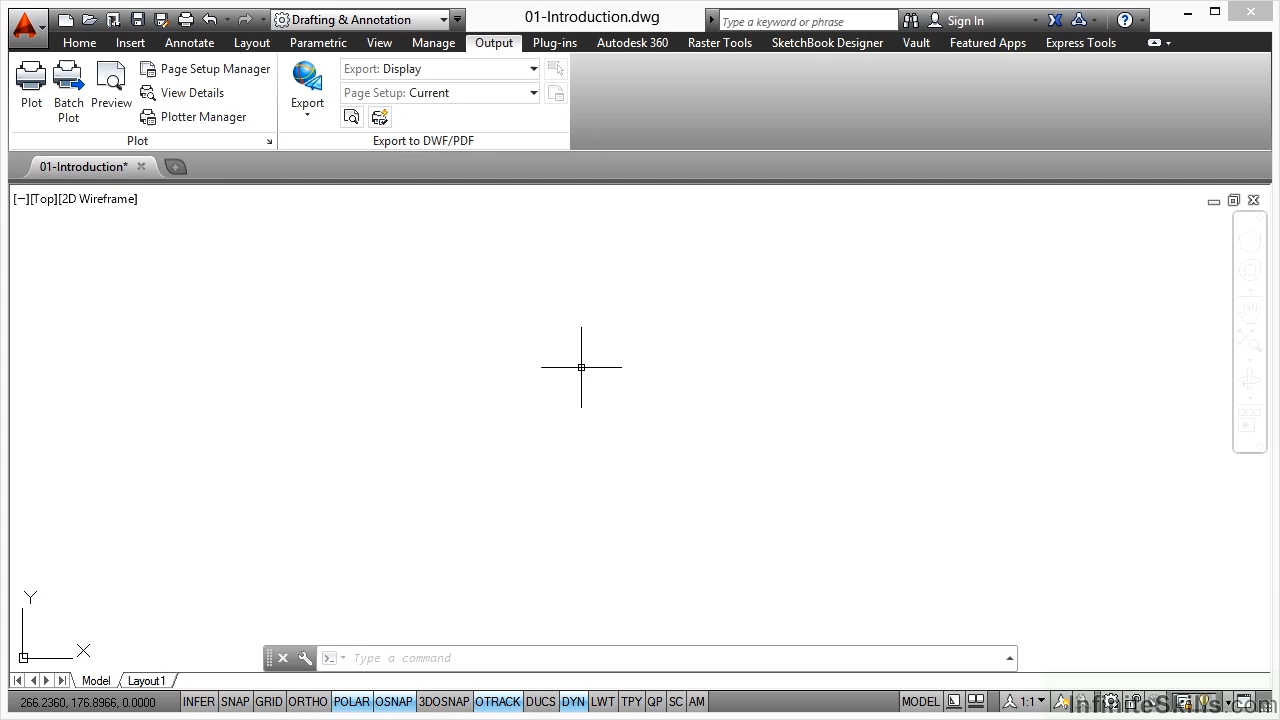 Drafting & Annotation
01-Introduction.dwg
Type a keyword or phrase
Sign In
Home Insert Annotate Layout Parametric View Manage Output Plug-ins Autodesk 360 Raster Tools SketchBook Designer Vault Featured Apps Express Tools
Plot
Batch Plot
Preview
Page Setup Manager
View Details
Plotter Manager
Plot
Export
Export: Display
Page Setup: Current
Export to DWF/PDF
01-Introduction*
[−][Top][2D Wireframe]
Y
X
Type a command
Model Layout1
266.2360, 176.8966, 0.0000 INFER SNAP GRID ORTHO POLAR OSNAP 3DOSNAP OTRACK DUCS DYN LWT TPY QP SC AM MODEL 1:1
InfiniteSkills.com